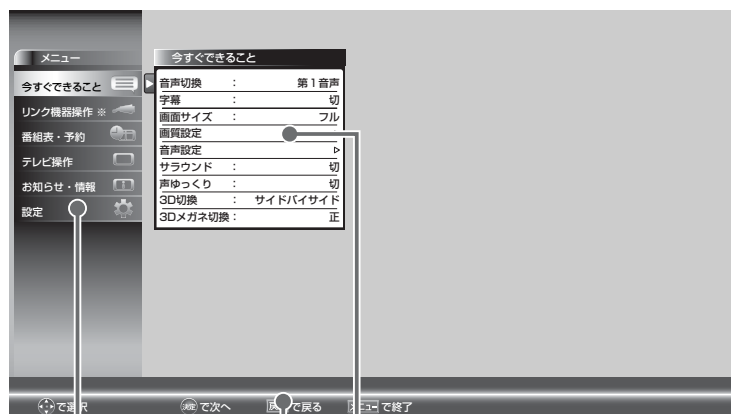 メニュー
今すぐできること
リンク機器操作 ※
番組表・予約
テレビ操作
お知らせ・情報
設定
今すぐできること
音声切換 : 第1音声
字幕 : 切
画面サイズ : フル
画質設定
音声設定
サラウンド : 切
声ゆっくり : 切
3D切換 : サイドバイサイド
3Dメガネ切換 : 正
決定 で次へ
で戻る
で終了